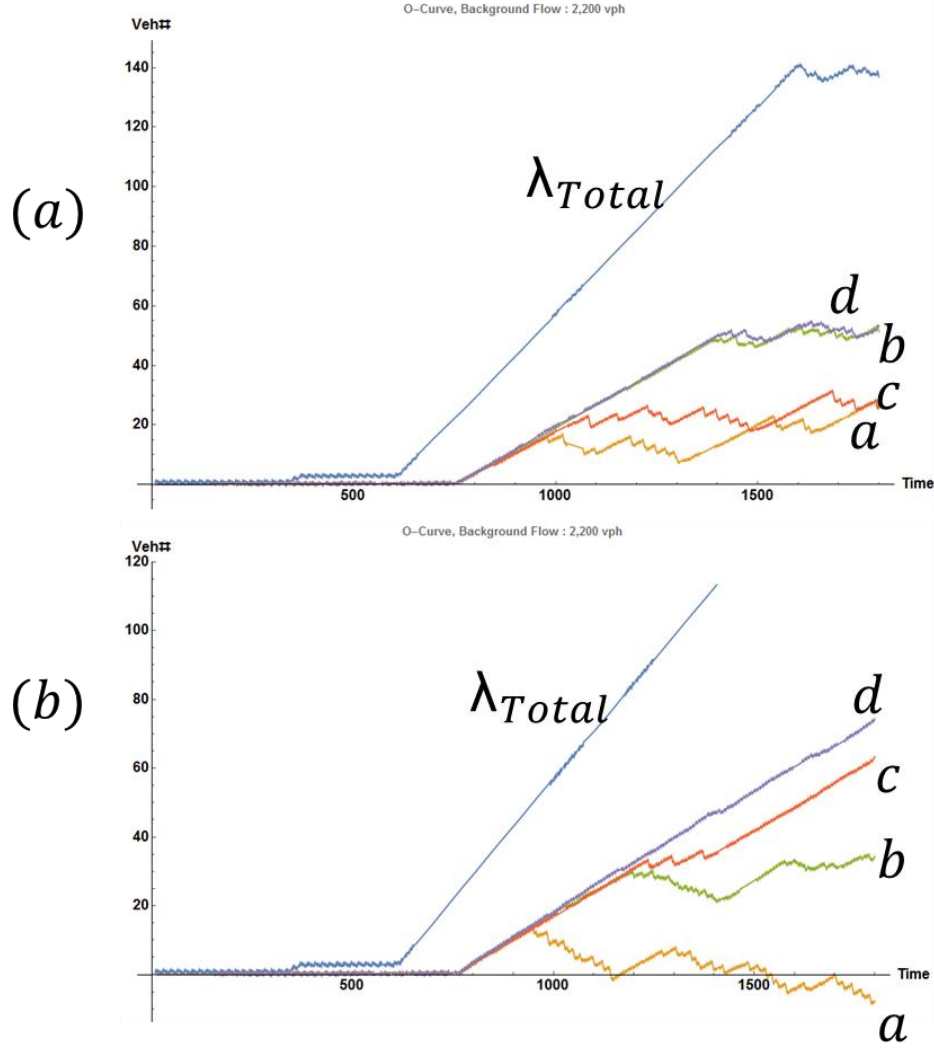 O-Curve, Background Flow : 2,200 vph
Veh#
140
120
100
80
60
40
20
500
1000
1500
Time
(a)
λTotal
d
b
c
a
O-Curve, Background Flow : 2,200 vph
Veh#
120
100
80
60
40
20
500
1000
1500
Time
(b)
λTotal
d
c
b
a